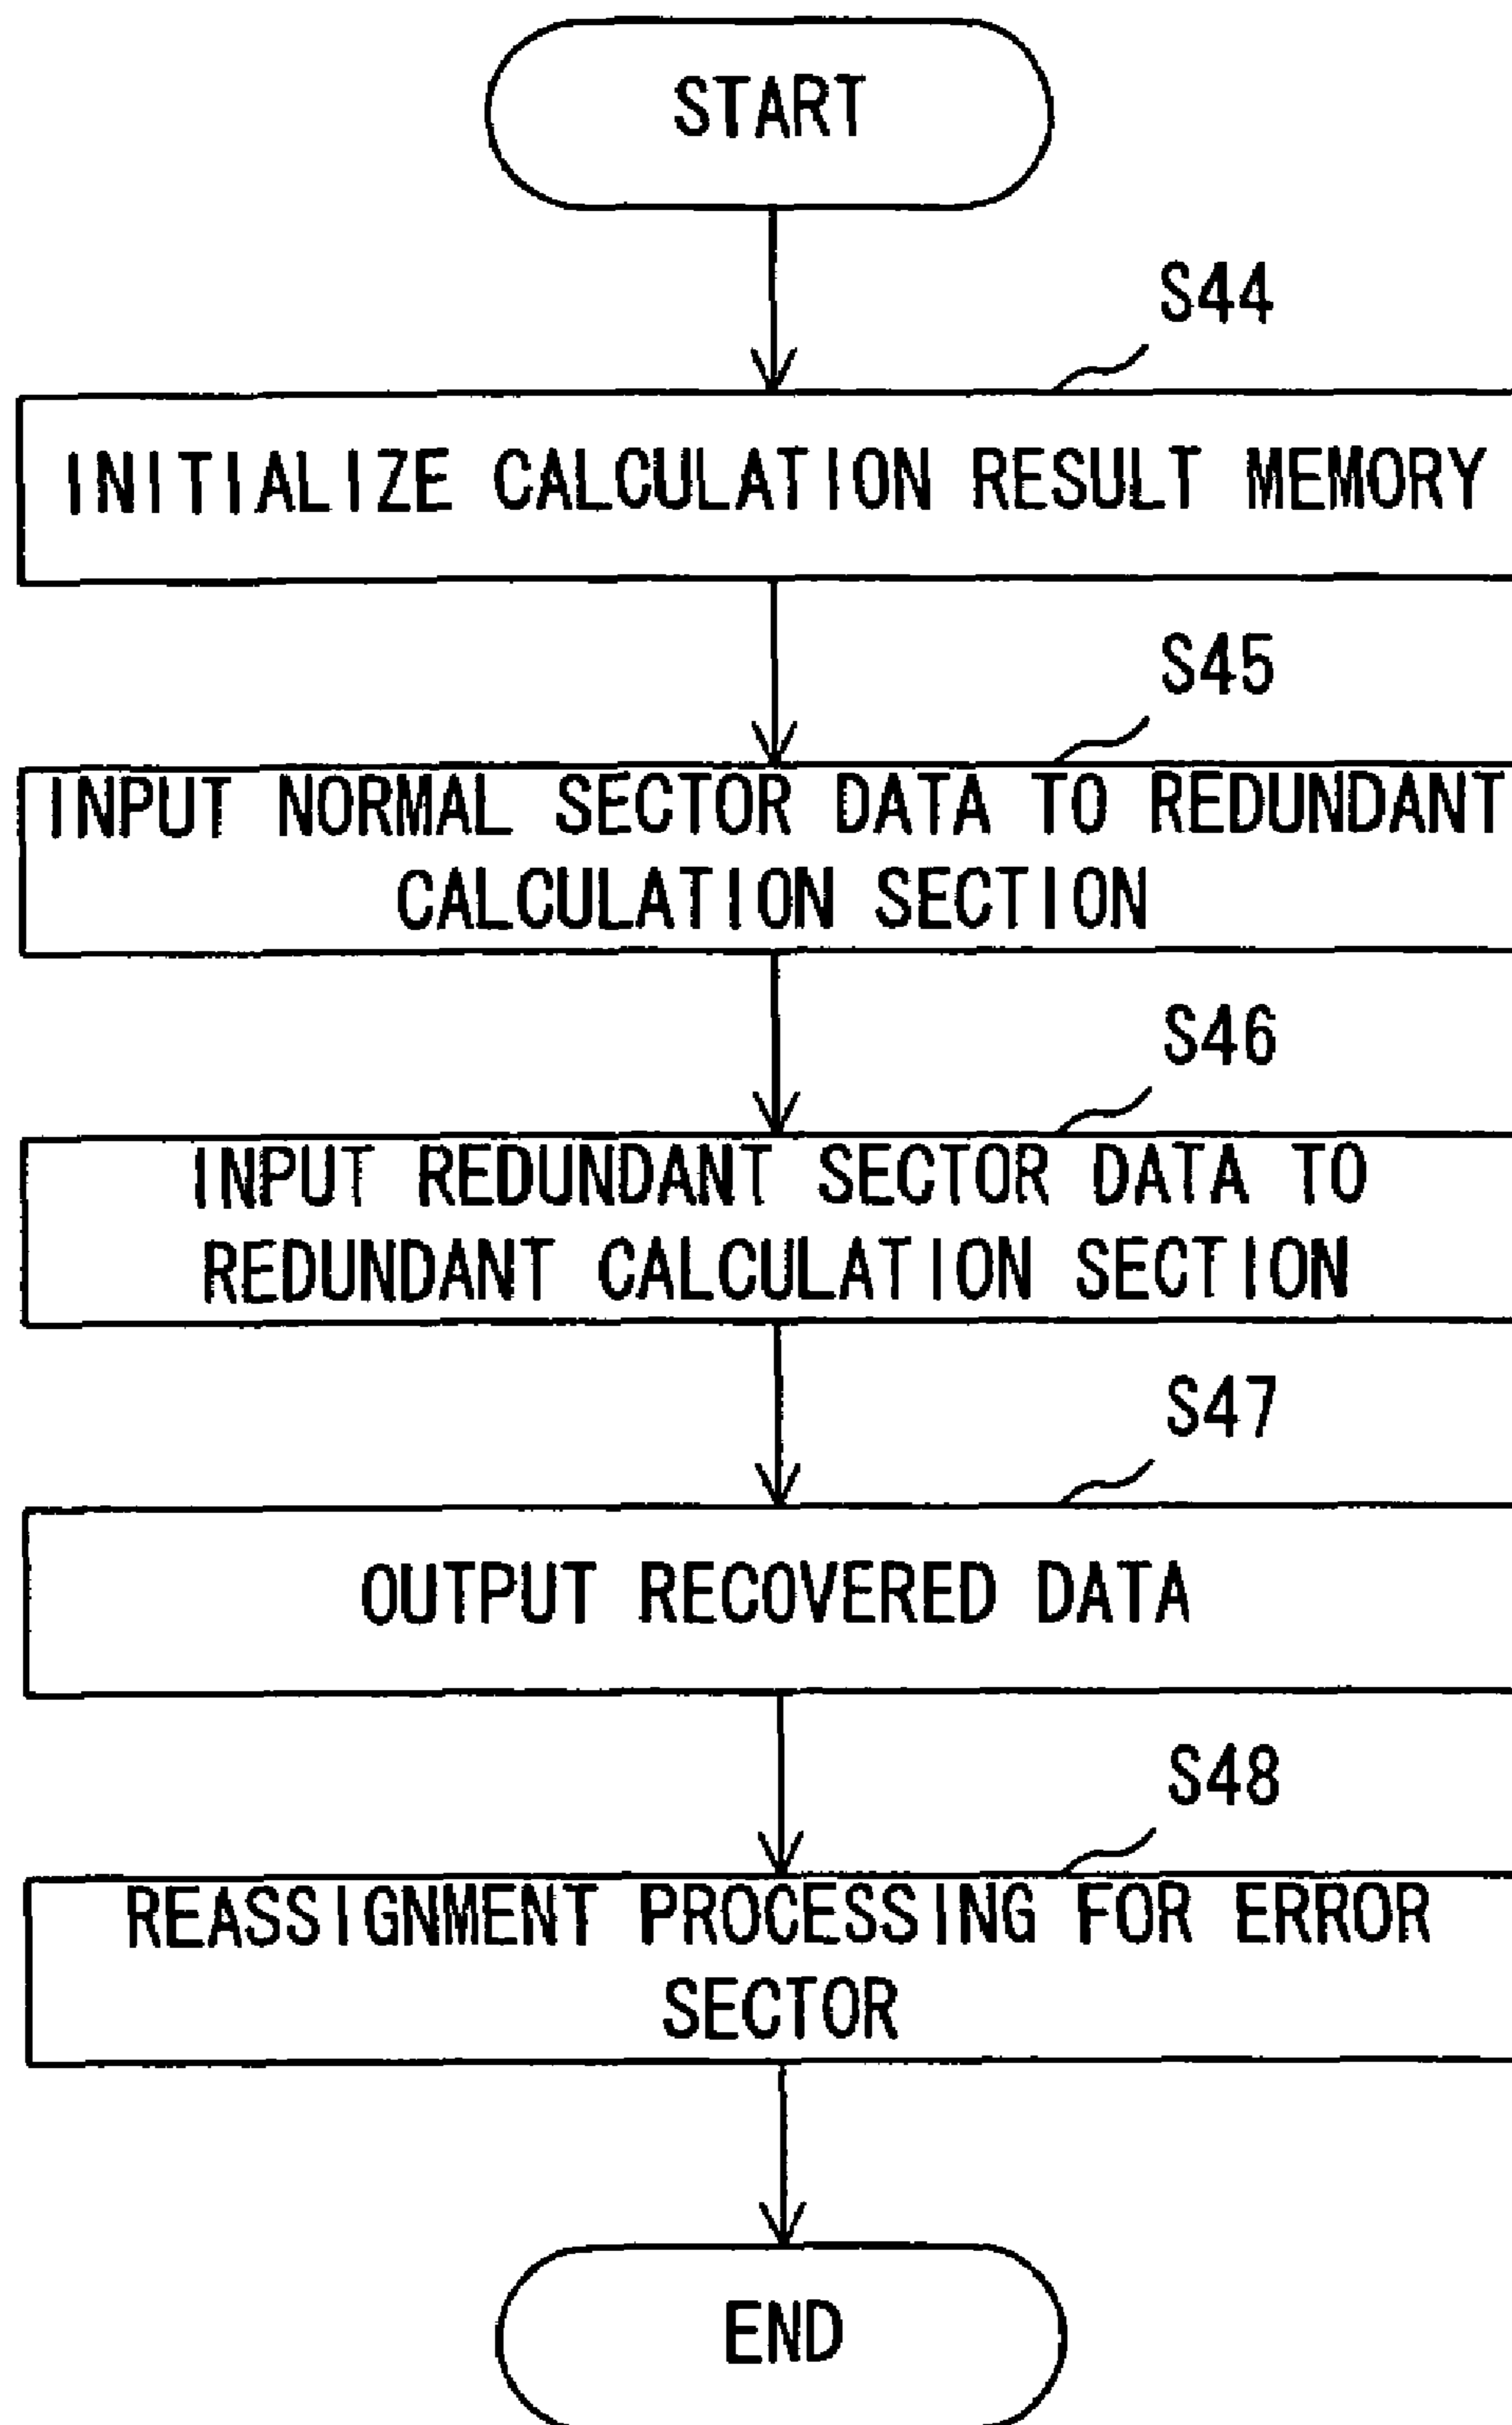 START
S44
INITIALIZE CALCULATION RESULT MEMORY
S45
INPUT NORMAL SECTOR DATA TO REDUNDANT
CALCULATION SECTION
S46
INPUT REDUNDANT SECTOR DATA TO
REDUNDANT CALCULATION SECTION
S47
OUTPUT RECOVERED DATA
S48
REASSIGNMENT PROCESSING FOR ERROR
SECTOR
END